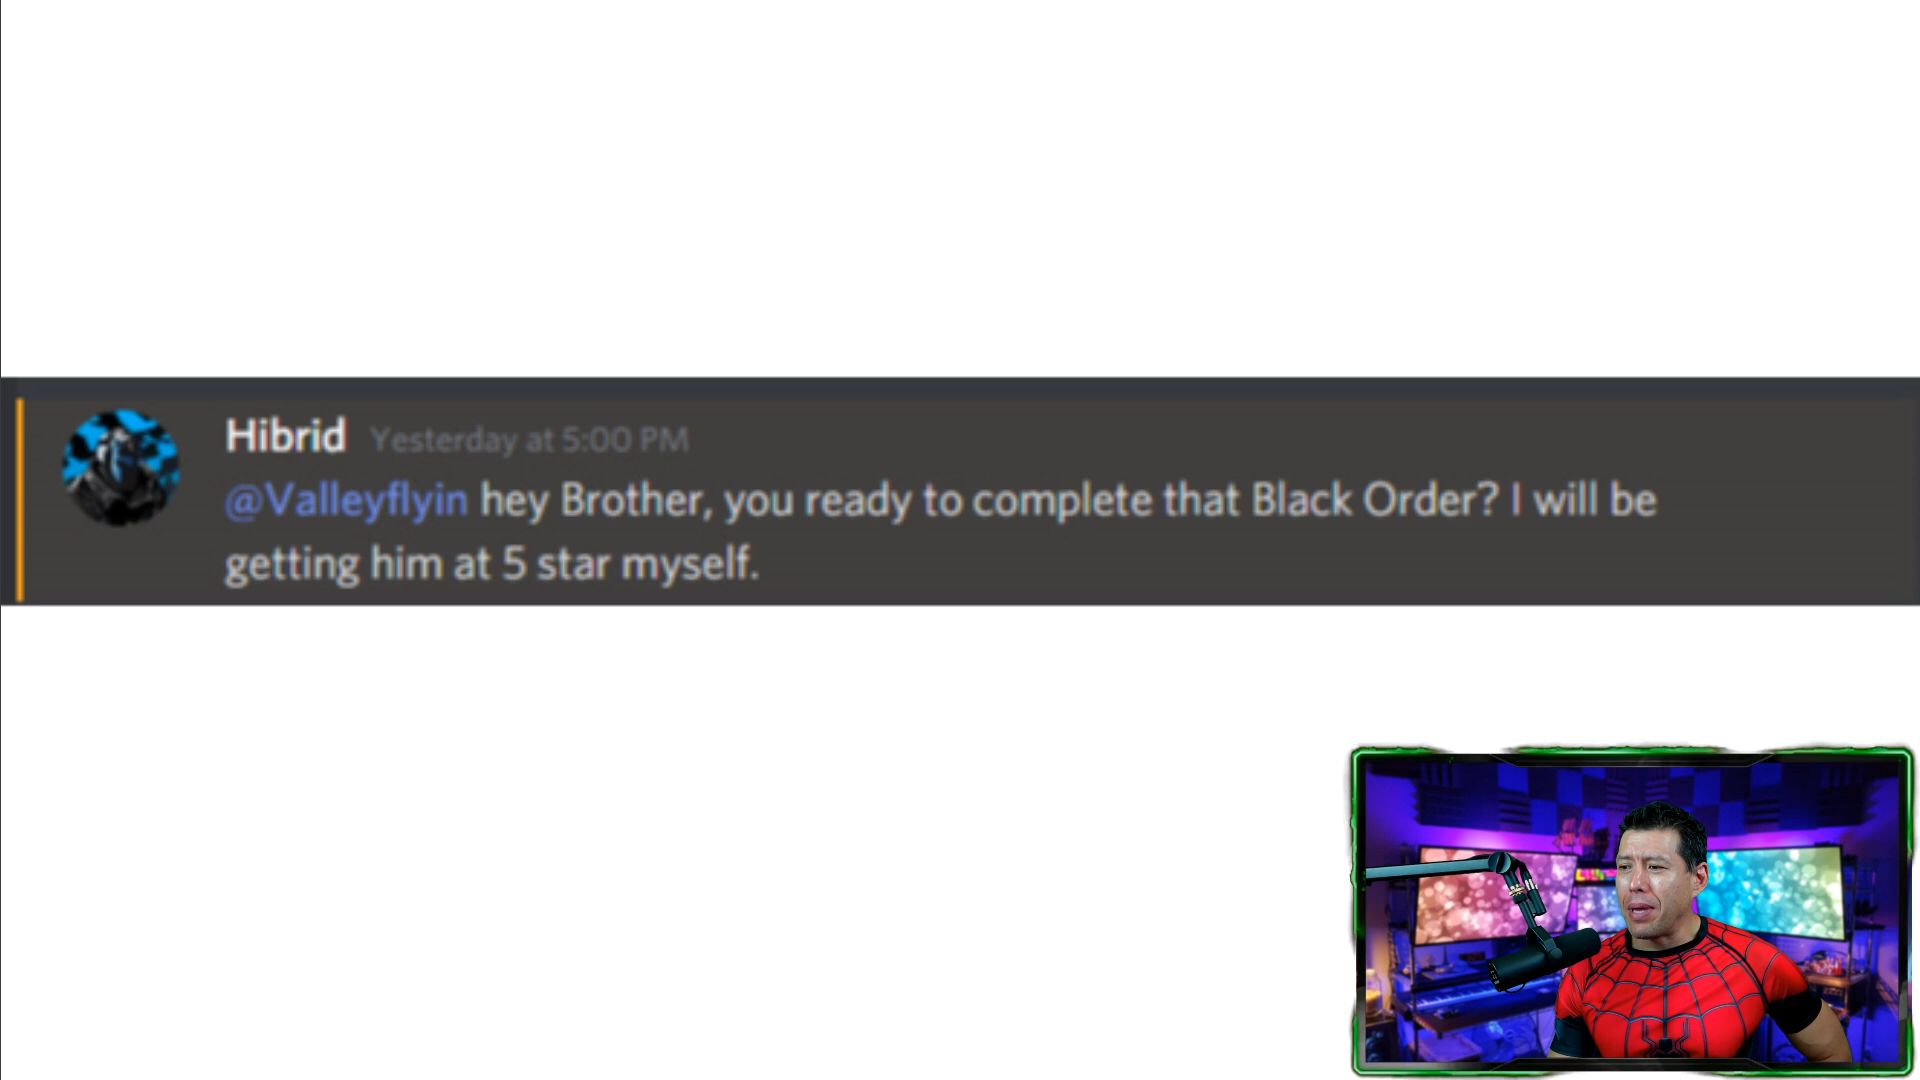 Hibrid Yesterday at 5:00 PM
@Valleyflyin hey Brother, you ready to complete that Black Order? I will be
getting him at 5 star myself.